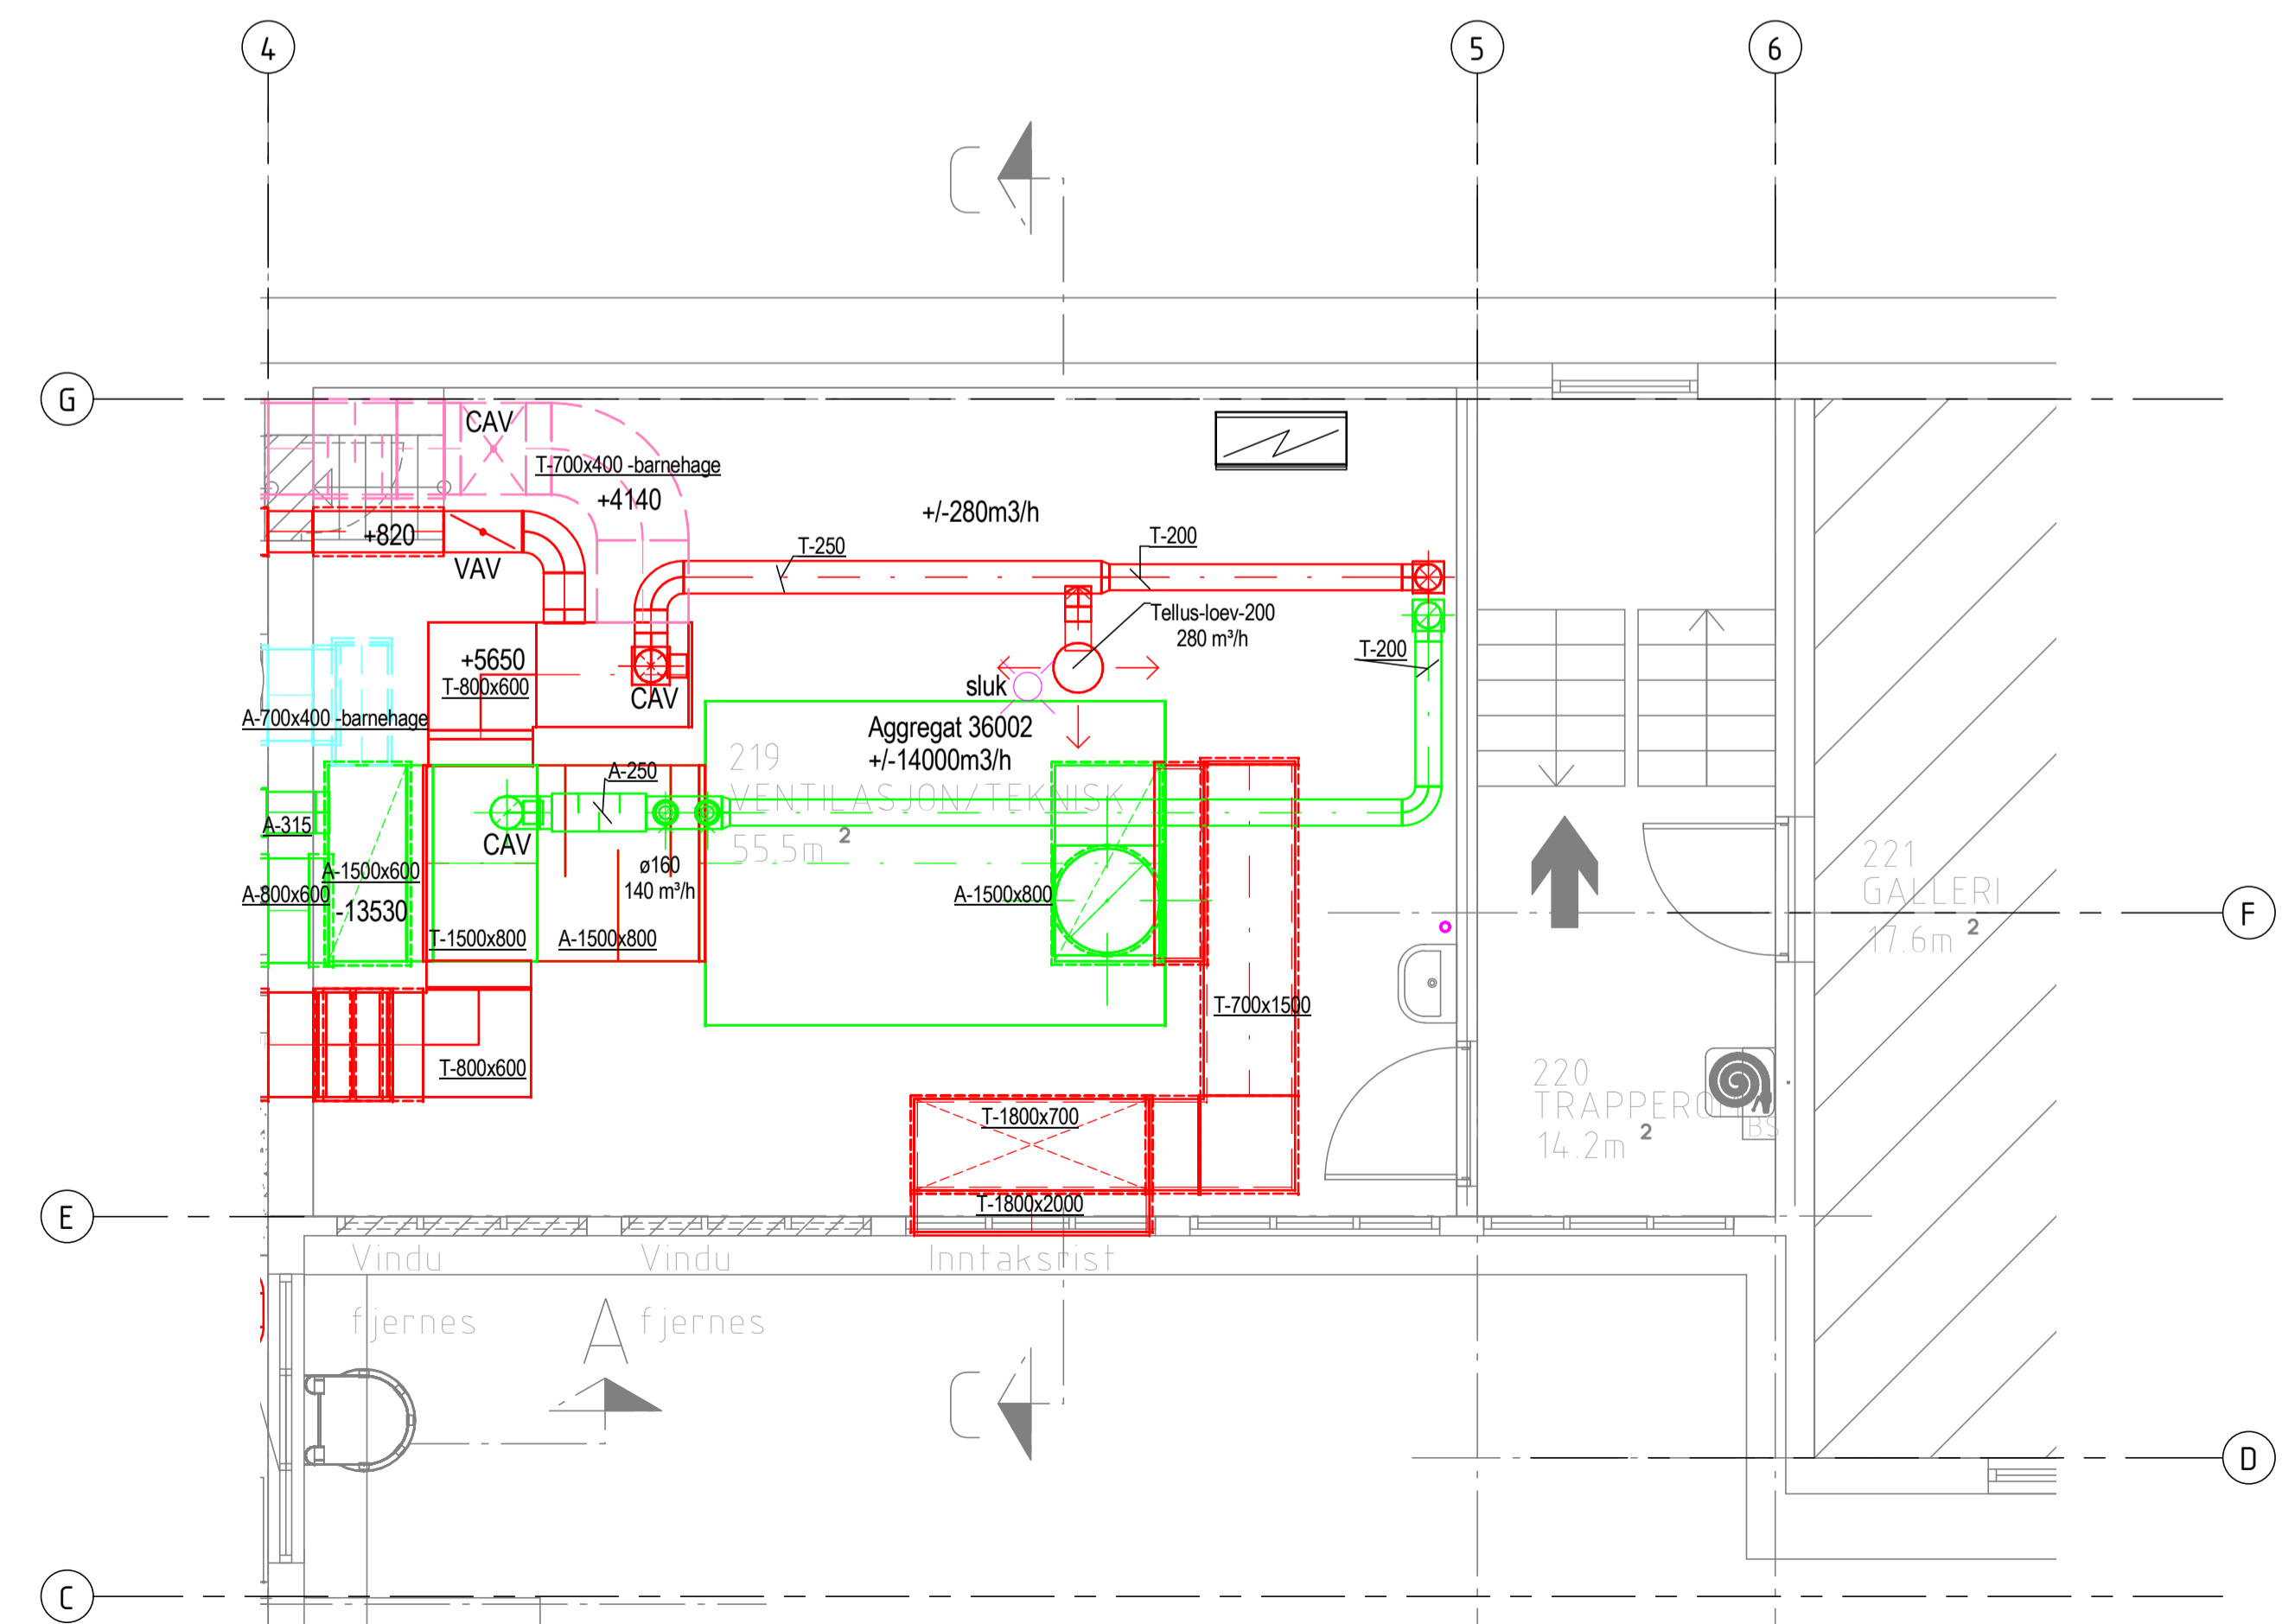 4
5
6
C
G
CAV
T-700x400 -barnehage
+4140
+/-280m3/h
+820
VAV
T-250
T-200
Tellus-loev-200
280 m³/h
T-200
+5650
T-800x600
CAV
sluk
A-700x400 -barnehage
Aggregat 36002
+/-14000m3/h
219
VENTILASJON/TEKNISK
55.5m 2
A-250
A-315
CAV
ø160
140 m³/h
A-1500x600
A-800x600
-13530
A-1500x800
T-1500x800
A-1500x800
221
GALLERI
17.6m 2
F
T-700x1500
T-800x600
220
TRAPPEROM
14.2m 2
BS
T-1800x700
T-1800x2000
E
Vindu
fjernes
Vindu
fjernes
Inntaksrist
A
C
D
C